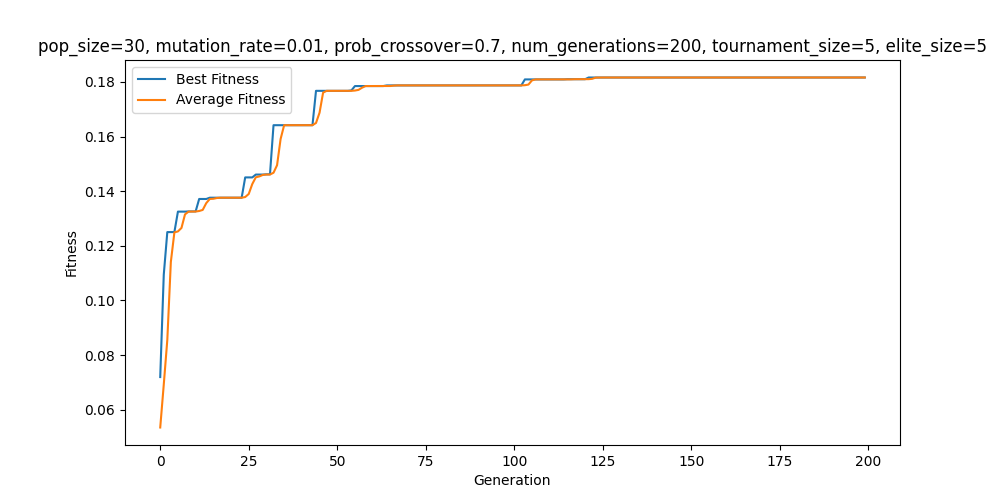 pop_size=30, mutation_rate=0.01, prob_crossover=0.7, num_generations=200, tournament_size=5, elite_size=5
Best Fitness
Average Fitness
0.18
0.16
0.14
0.12
0.10
0.08
0.06
Fitness
0 25 50 75 100 125 150 175 200
Generation